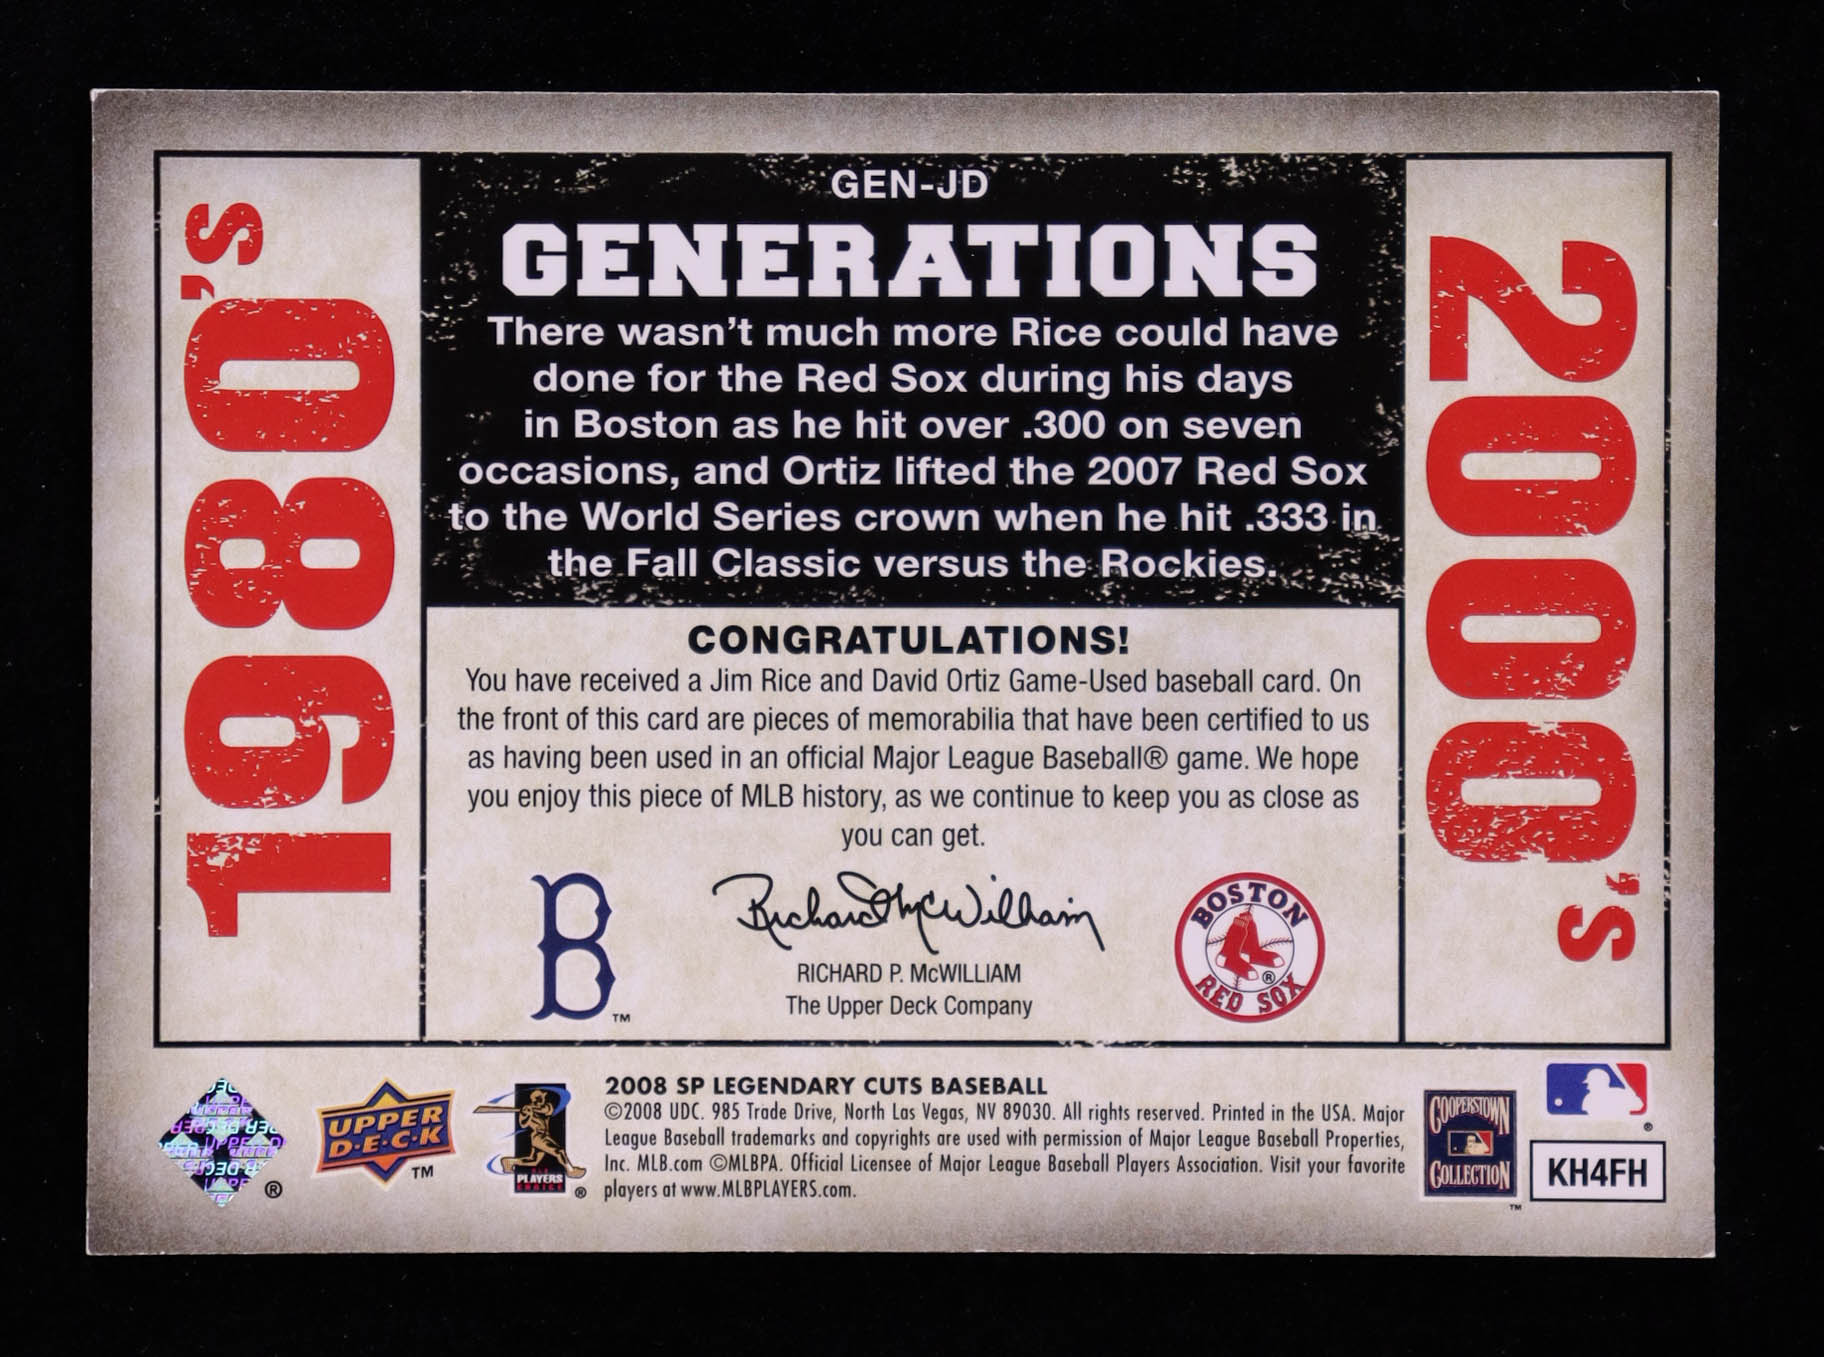 1980's
GEN-JD
GENERATIONS
There wasn't much more Rice could have
done for the Red Sox during his days
in Boston as he hit over .300 on seven
occasions, and Ortiz lifted the 2007 Red Sox
to the World Series crown when he hit .333 in
the Fall Classic versus the Rockies.
2000's
CONGRATULATIONS!
You have received a Jim Rice and David Ortiz Game-Used baseball card. On
the front of this card are pieces of memorabilia that have been certified to us
as having been used in an official Major League Baseball® game. We hope
you enjoy this piece of MLB history, as we continue to keep you as close as
you can get.
B
TM
Richard McWilliam
RICHARD P. McWILLIAM
The Upper Deck Company
BOSTON
RED SOX
®
®
UPPER
D·E·C·K
TM
PLAYERS
CHOICE
®
2008 SP LEGENDARY CUTS BASEBALL
©2008 UDC. 985 Trade Drive, North Las Vegas, NV 89030. All rights reserved. Printed in the USA. Major
League Baseball trademarks and copyrights are used with permission of Major League Baseball Properties,
Inc. MLB.com ©MLBPA. Official Licensee of Major League Baseball Players Association. Visit your favorite
players at www.MLBPLAYERS.com.
COOPERSTOWN
COLLECTION
TM
®
KH4FH